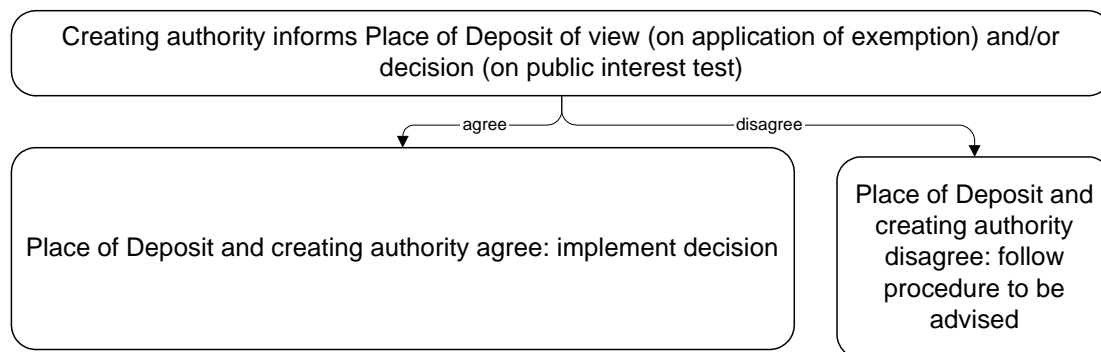 Creating authority informs Place of Deposit of view (on application of exemption) and/or
decision (on public interest test)
agree
disagree
Place of Deposit and creating authority agree: implement decision
Place of Deposit and
creating authority
disagree: follow
procedure to be
advised